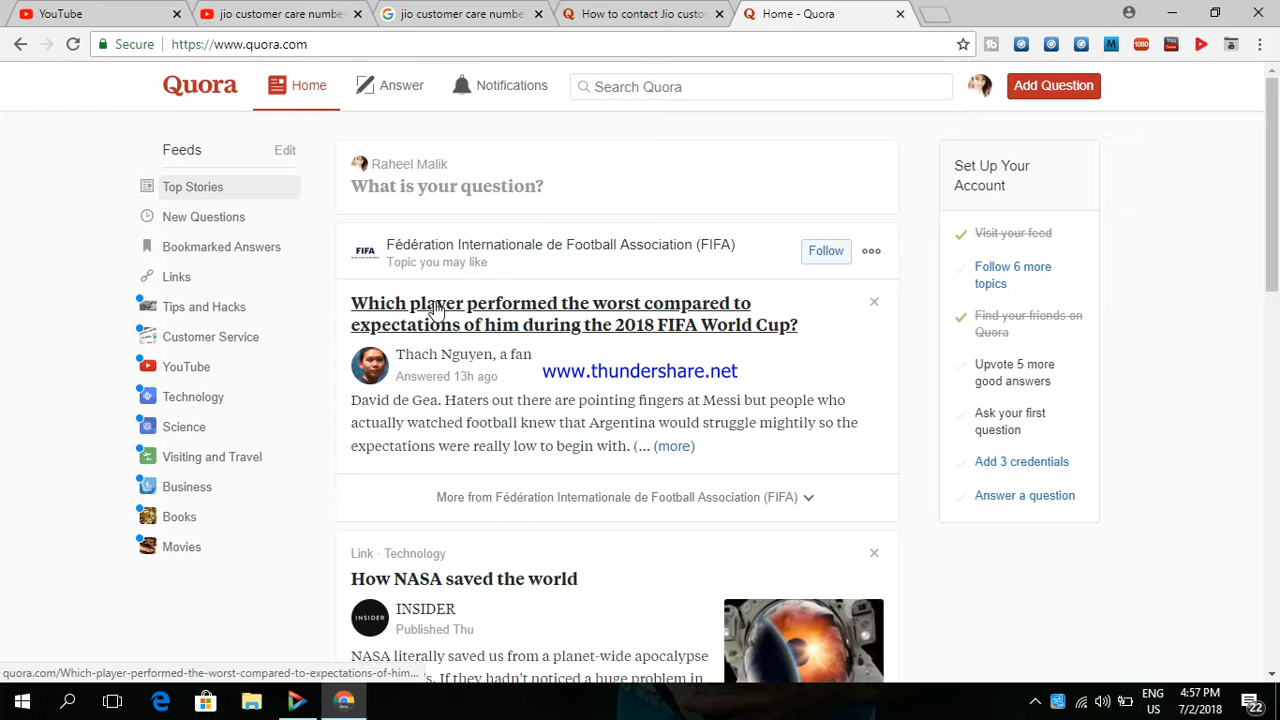 YouTube
jio customer care numbe
jio customer care numbe
How to contact Jio custo
Home - Quora
Secure
https://www.quora.com
Quora
Home
Answer
Notifications
Search Quora
Add Question
Feeds
Edit
Top Stories
New Questions
Bookmarked Answers
Links
Tips and Hacks
Customer Service
YouTube
Technology
Science
Visiting and Travel
Business
Books
Movies
Raheel Malik
What is your question?
FIFA
Fédération Internationale de Football Association (FIFA)
Topic you may like
Follow
Which player performed the worst compared to
expectations of him during the 2018 FIFA World Cup?
Thach Nguyen, a fan
Answered 13h ago
www.thundershare.net
David de Gea. Haters out there are pointing fingers at Messi but people who
actually watched football knew that Argentina would struggle mightily so the
expectations were really low to begin with. (... (more)
More from Fédération Internationale de Football Association (FIFA)
Link · Technology
How NASA saved the world
INSIDER
INSIDER
Published Thu
NASA literally saved us from a planet-wide apocalypse
If they hadn't noticed a huge problem in
Set Up Your
Account
Visit your feed
Follow 6 more
topics
Find your friends on
Quora
Upvote 5 more
good answers
Ask your first
question
Add 3 credentials
Answer a question
quora.com/Which-player-performed-the-worst-compared-to-expectations-of-him...
ENG
US
4:57 PM
7/2/2018
22